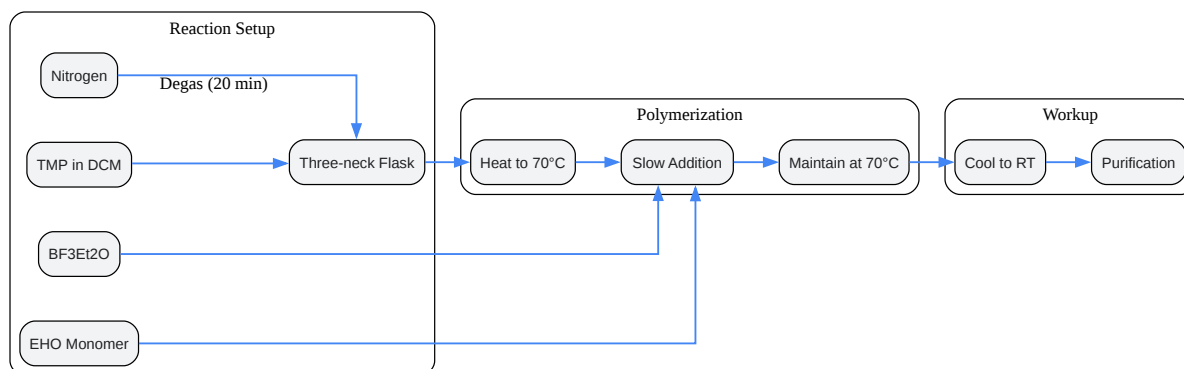 Reaction Setup
Nitrogen
Degas (20 min)
TMP in DCM
Three-neck Flask
BF3Et2O
EHO Monomer
Polymerization
Heat to 70°C
Slow Addition
Maintain at 70°C
Workup
Cool to RT
Purification